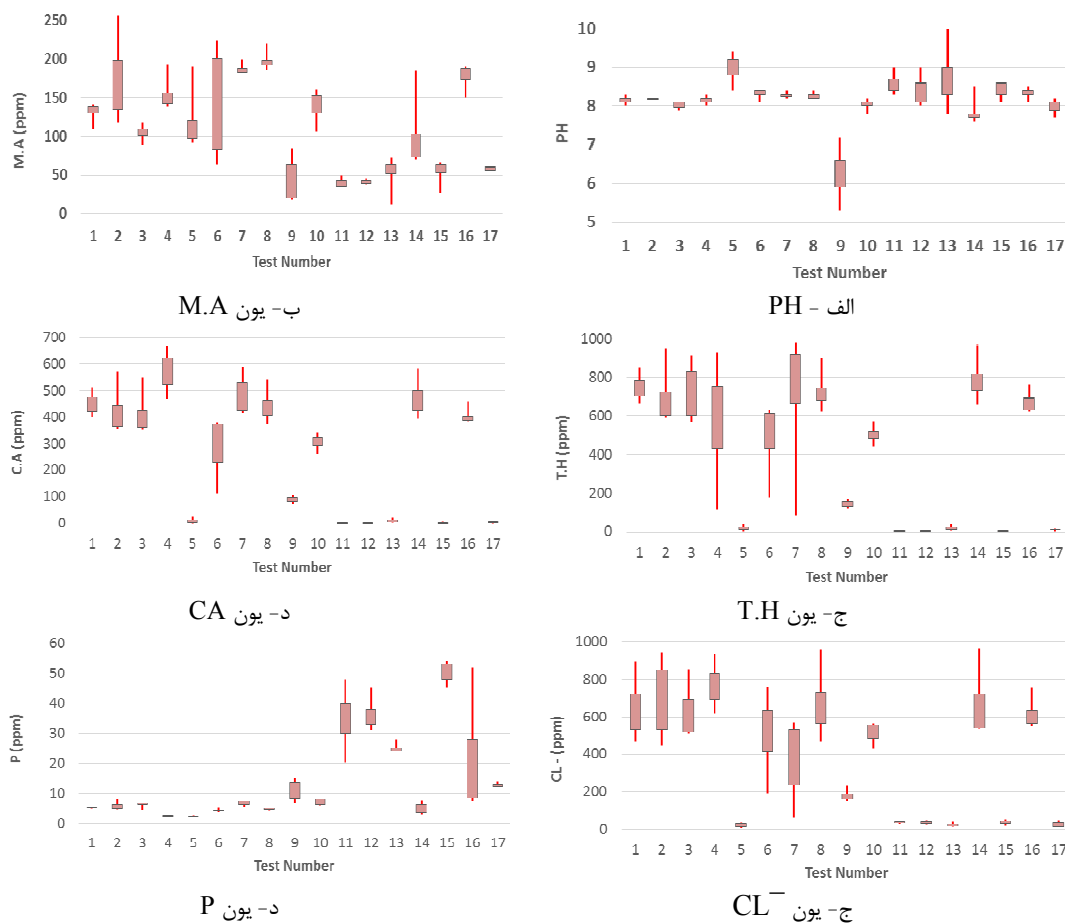 250
200
150
100
50
0
M.A (ppm)
1 2 3 4 5 6 7 8 9 10 11 12 13 14 15 16 17
Test Number
ب- یون M.A
10
9
8
7
6
5
PH
1 2 3 4 5 6 7 8 9 10 11 12 13 14 15 16 17
Test Number
الف - PH
700
600
500
400
300
200
100
0
C.A (ppm)
1 2 3 4 5 6 7 8 9 10 11 12 13 14 15 16 17
Test Number
د- یون CA
1000
800
600
400
200
0
T.H (ppm)
1 2 3 4 5 6 7 8 9 10 11 12 13 14 15 16 17
Test Number
ج- یون T.H
60
50
40
30
20
10
0
P (ppm)
1 2 3 4 5 6 7 8 9 10 11 12 13 14 15 16 17
Test Number
د- یون P
1000
800
600
400
200
0
CL - (ppm)
1 2 3 4 5 6 7 8 9 10 11 12 13 14 15 16 17
Test Number
ج- یون CL¯